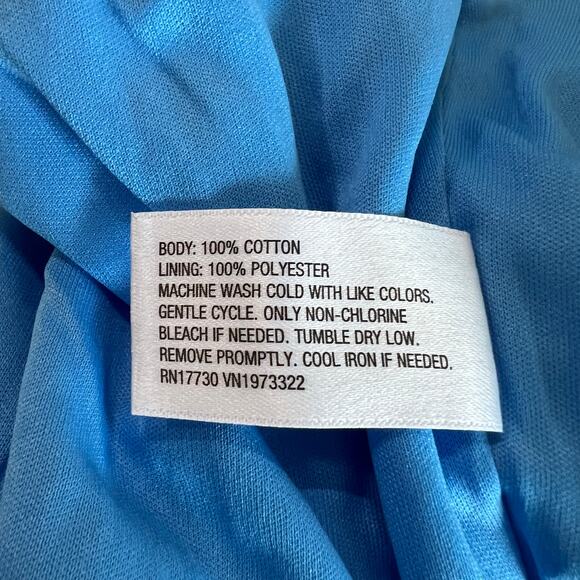 BODY: 100% COTTON
LINING: 100% POLYESTER
MACHINE WASH COLD WITH LIKE COLORS.
GENTLE CYCLE. ONLY NON-CHLORINE
BLEACH IF NEEDED. TUMBLE DRY LOW.
REMOVE PROMPTLY. COOL IRON IF NEEDED.
RN17730 VN1973322